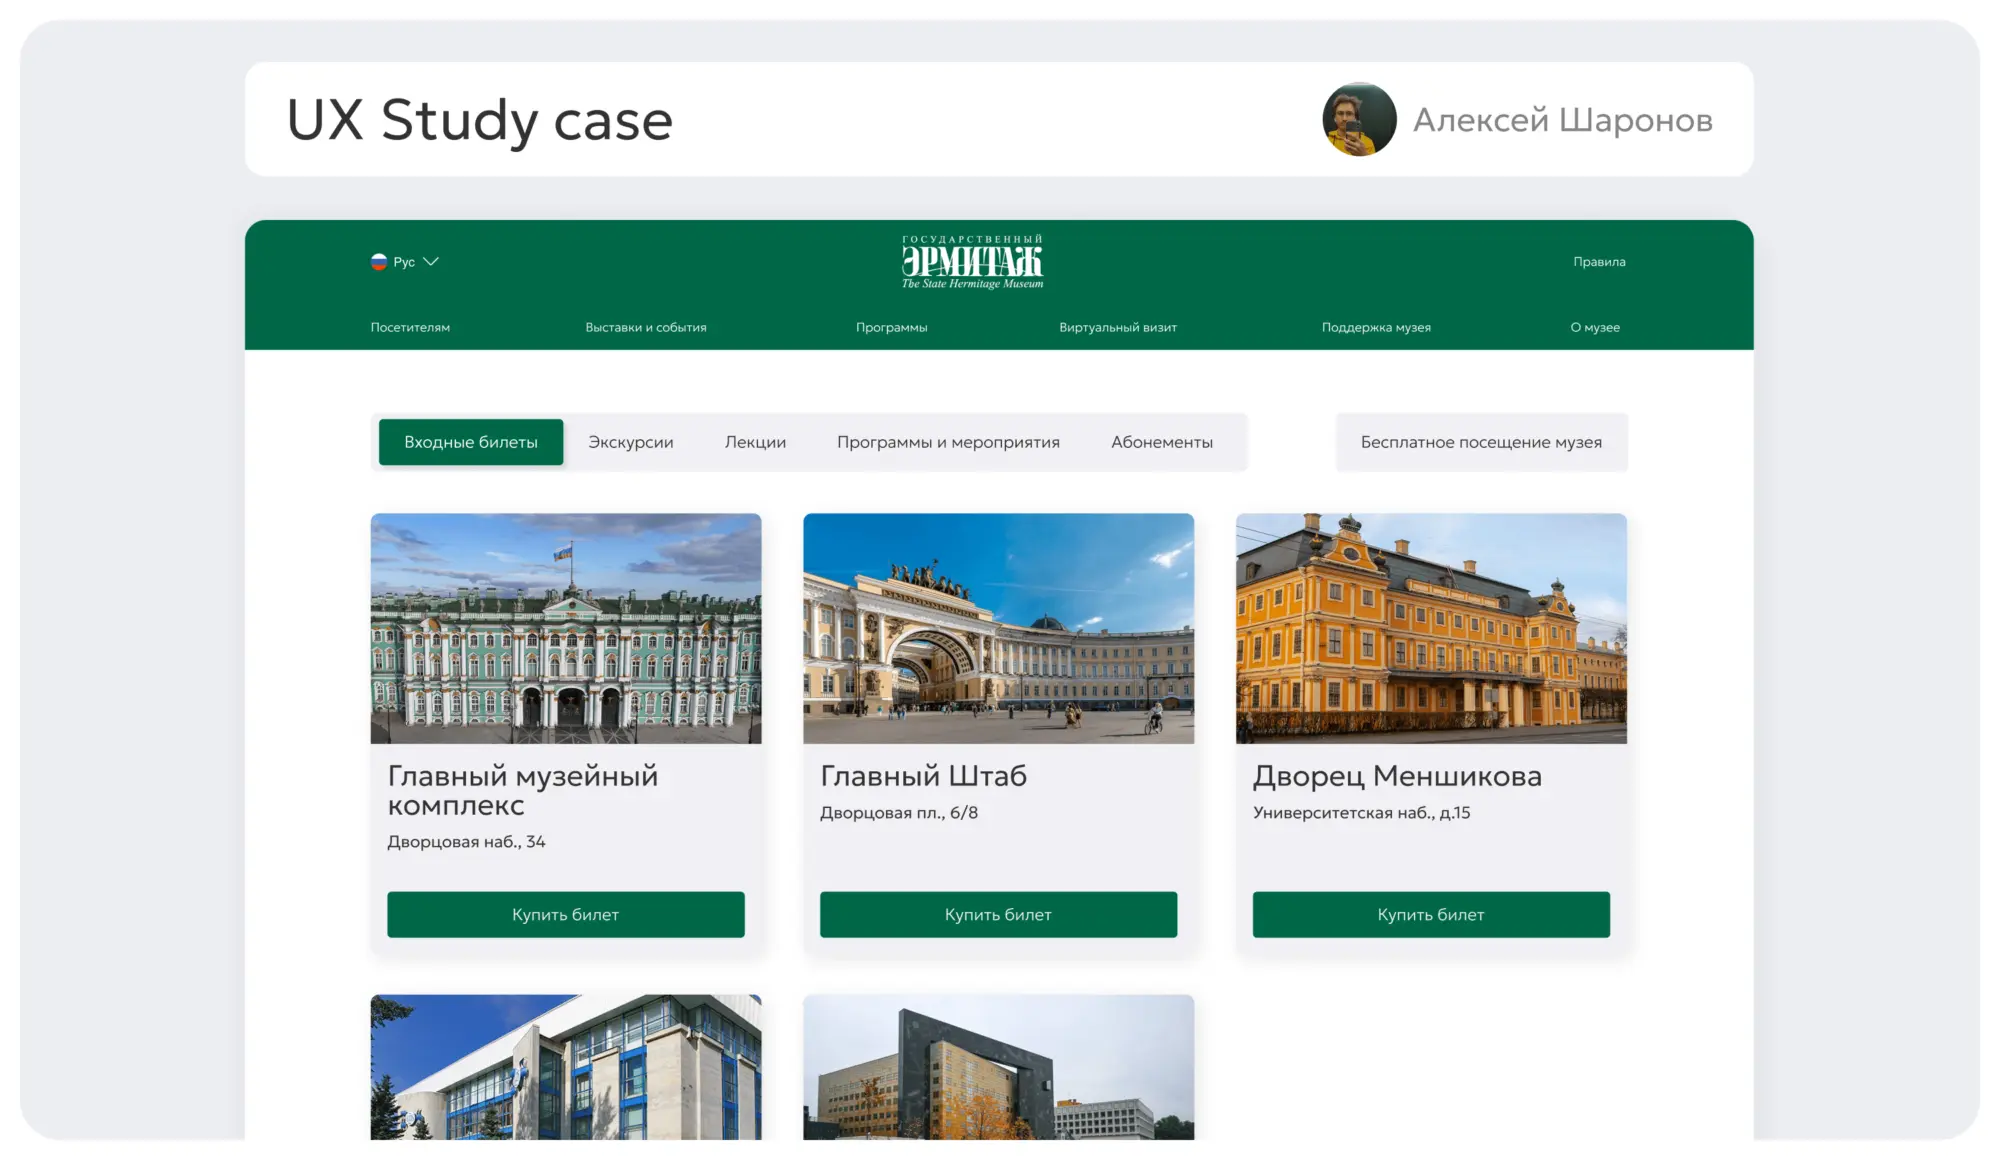 UX Study case
Алексей Шаронов
Рус
ГОСУДАРСТВЕННЫЙ
ЭРМИТАЖ
The State Hermitage Museum
Правила
Посетителям
Выставки и события
Программы
Виртуальный визит
Поддержка музея
О музее
Входные билеты
Экскурсии
Лекции
Программы и мероприятия
Абонементы
Бесплатное посещение музея
Главный музейный
комплекс
Дворцовая наб., 34
Купить билет
Главный Штаб
Дворцовая пл., 6/8
Купить билет
Дворец Меншикова
Университетская наб., д.15
Купить билет